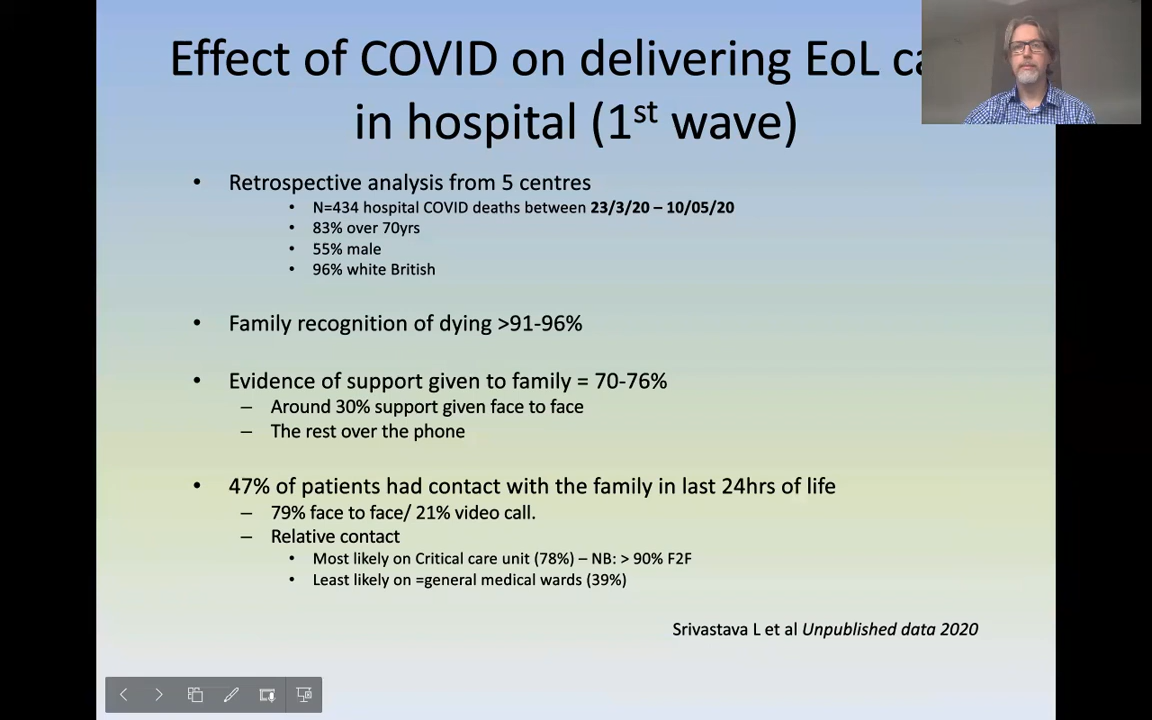 Effect of COVID on delivering EoL
in hospital (1st wave)
• Retrospective analysis from 5 centres
• N=434 hospital COVID deaths between 23/3/20 – 10/05/20
• 83% over 70yrs
• 55% male
• 96% white British
• Family recognition of dying >91-96%
• Evidence of support given to family = 70-76%
– Around 30% support given face to face
– The rest over the phone
• 47% of patients had contact with the family in last 24hrs of life
– 79% face to face/ 21% video call.
– Relative contact
• Most likely on Critical care unit (78%) – NB: > 90% F2F
• Least likely on =general medical wards (39%)
Srivastava L et al Unpublished data 2020